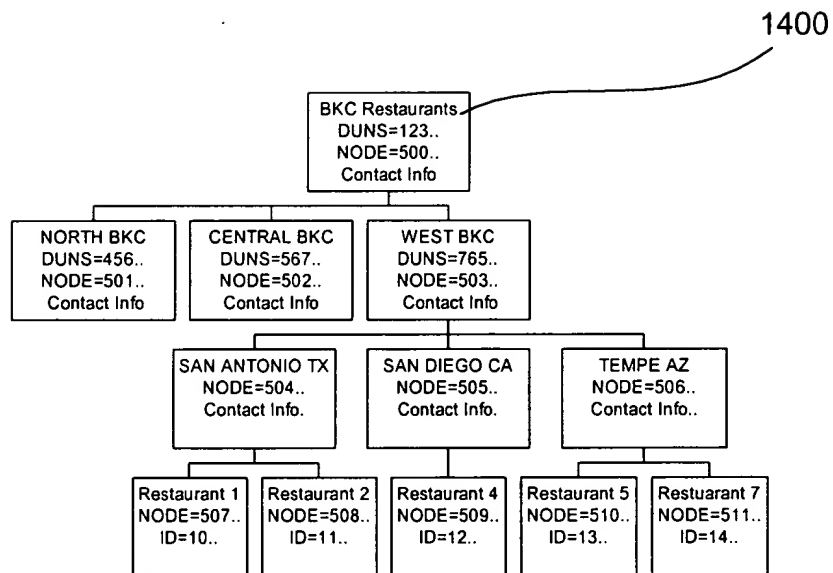 1400
BKC Restaurants
DUNS=123..
NODE=500..
Contact Info
NORTH BKC
DUNS=456..
NODE=501..
Contact Info
CENTRAL BKC
DUNS=567..
NODE=502..
Contact Info
WEST BKC
DUNS=765..
NODE=503..
Contact Info
SAN ANTONIO TX
NODE=504..
Contact Info.
SAN DIEGO CA
NODE=505..
Contact Info.
TEMPE AZ
NODE=506..
Contact Info..
Restaurant 1
NODE=507..
ID=10..
Restaurant 2
NODE=508..
ID=11..
Restaurant 4
NODE=509..
ID=12..
Restaurant 5
NODE=510..
ID=13..
Restuarant 7
NODE=511..
ID=14..